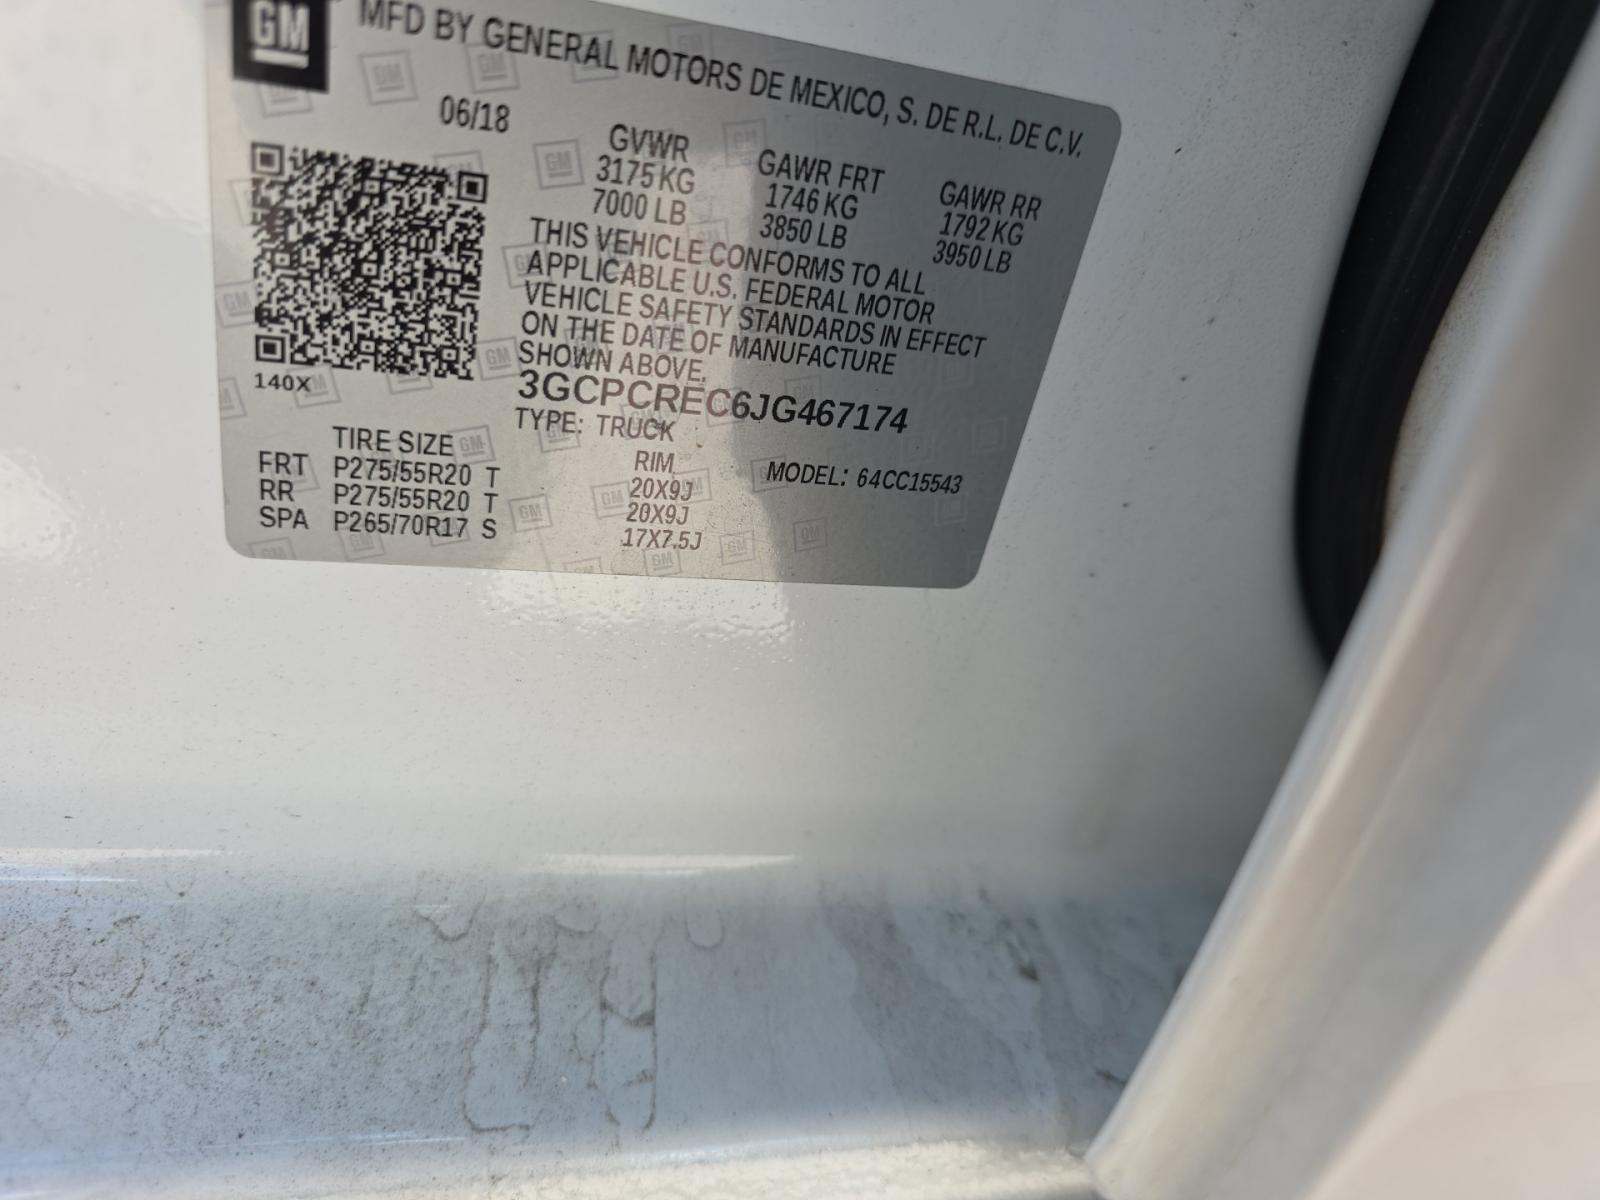 GM
MFD BY GENERAL MOTORS DE MEXICO, S. DE R.L. DE C.V.
06/18
GVWR GAWR FRT GAWR RR
3175 KG 1746 KG 1792 KG
7000 LB 3850 LB 3950 LB
THIS VEHICLE CONFORMS TO ALL
APPLICABLE U.S. FEDERAL MOTOR
VEHICLE SAFETY STANDARDS IN EFFECT
ON THE DATE OF MANUFACTURE
SHOWN ABOVE.
140X
3GCPCREC6JG467174
TYPE: TRUCK
MODEL: 64CC15543
TIRE SIZE RIM
FRT P275/55R20 T 20X9J
RR P275/55R20 T 20X9J
SPA P265/70R17 S 17X7.5J